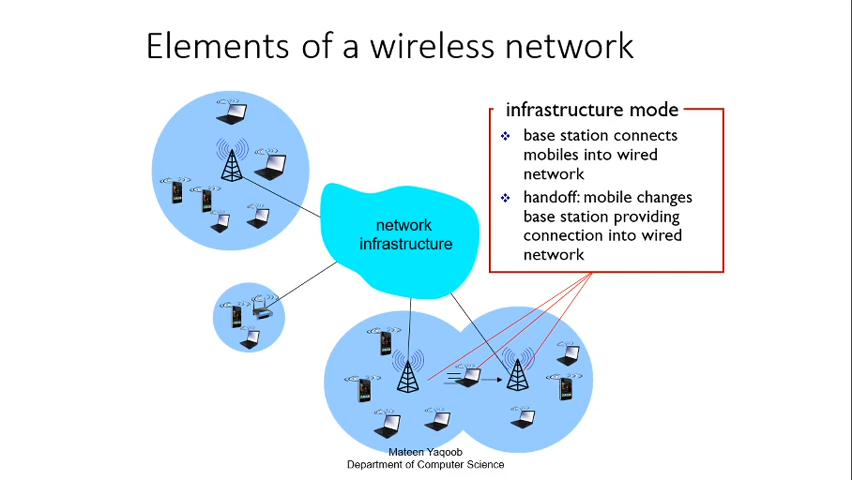 Elements of a wireless network
infrastructure mode
base station connects
mobiles into wired
network
handoff: mobile changes
base station providing
connection into wired
network
network
infrastructure
Mateen Yaqoob
Department of Computer Science